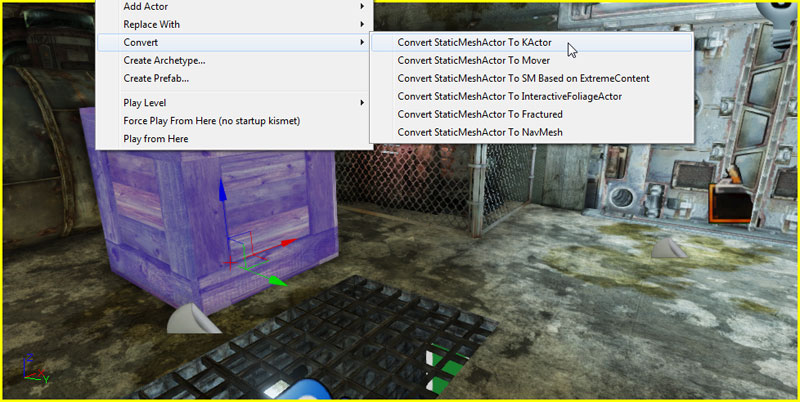 Add Actor
Replace With
Convert
Create Archetype...
Create Prefab...
Play Level
Force Play From Here (no startup kismet)
Play from Here
Convert StaticMeshActor To KActor
Convert StaticMeshActor To Mover
Convert StaticMeshActor To SM Based on ExtremeContent
Convert StaticMeshActor To InteractiveFoliageActor
Convert StaticMeshActor To Fractured
Convert StaticMeshActor To NavMesh
Z
X
Y